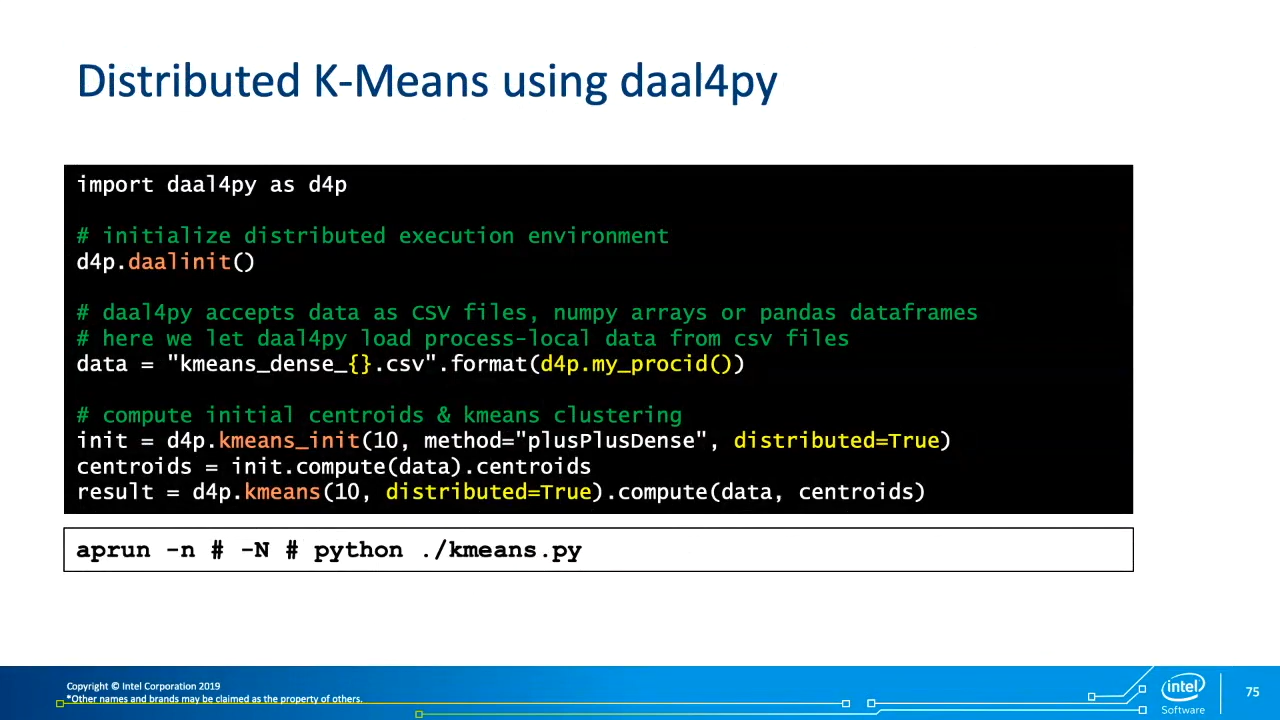 Distributed K-Means using daal4py
import daal4py as d4p
# initialize distributed execution environment
d4p.daalinit()
# daal4py accepts data as CSV files, numpy arrays or pandas dataframes
# here we let daal4py load process-local data from csv files
data = "kmeans_dense_{}.csv".format(d4p.my_procid())
# compute initial centroids & kmeans clustering
init = d4p.kmeans_init(10, method="plusPlusDense", distributed=True)
centroids = init.compute(data).centroids
result = d4p.kmeans(10, distributed=True).compute(data, centroids)
aprun -n # -N # python ./kmeans.py
Copyright © Intel Corporation 2019
*Other names and brands may be claimed as the property of others.
intel
Software
75